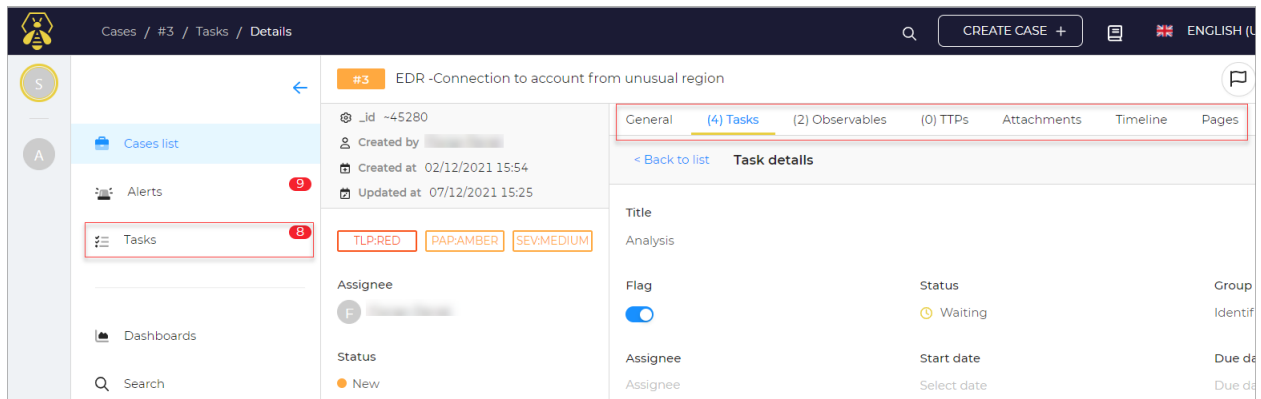 Cases / #3 / Tasks / Details
CREATE CASE +
ENGLISH (U
S
A
Cases list
Alerts
9
Tasks
8
Dashboards
Search
#3 EDR -Connection to account from unusual region
_id ~45280
Created by
Created at 02/12/2021 15:54
Updated at 07/12/2021 15:25
TLP:RED PAP:AMBER SEV:MEDIUM
Assignee
F
Status
New
General (4) Tasks (2) Observables (0) TTPs Attachments Timeline Pages
< Back to list Task details
Title
Analysis
Flag Status Group
Waiting Identif
Assignee Start date Due da
Assignee Select date Due da